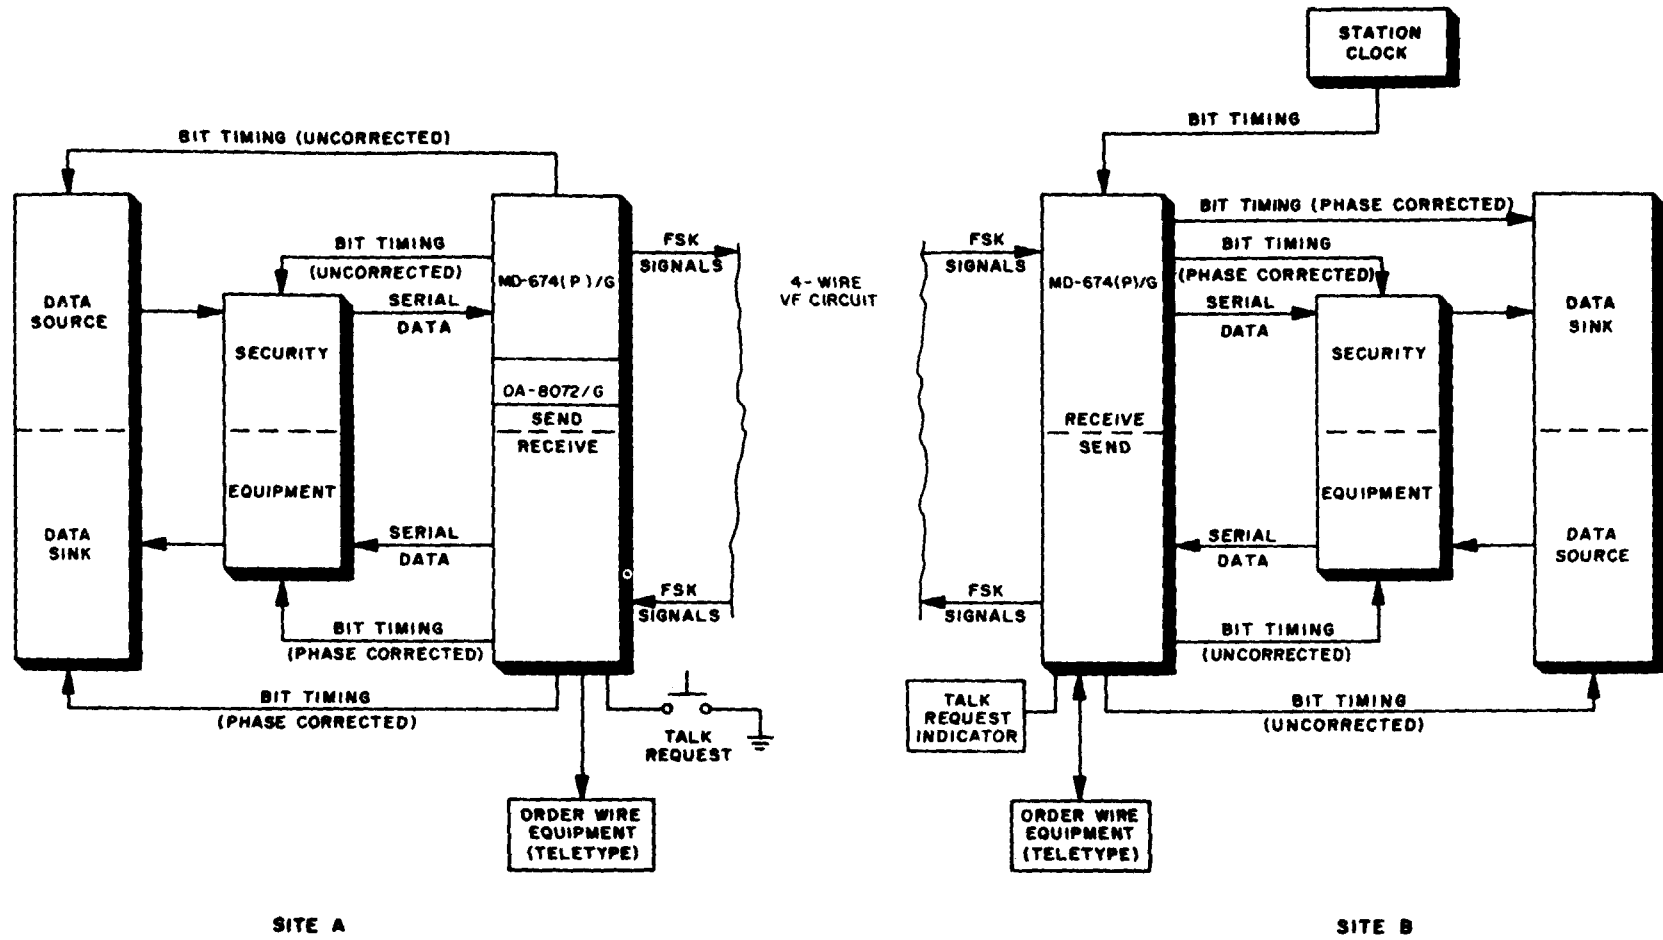 STATION
CLOCK
BIT TIMING
BIT TIMING (UNCORRECTED)
BIT TIMING
(UNCORRECTED)
DATA
SOURCE
SERIAL
DATA
SECURITY
EQUIPMENT
DATA
SINK
SERIAL
DATA
BIT TIMING
(PHASE CORRECTED)
BIT TIMING
(PHASE CORRECTED)
MD-674(P)/G
OA-8072/G
SEND
RECEIVE
FSK
SIGNALS
FSK
SIGNALS
TALK
REQUEST
ORDER WIRE
EQUIPMENT
(TELETYPE)
4-WIRE
VF CIRCUIT
FSK
SIGNALS
FSK
SIGNALS
MD-674(P)/G
RECEIVE
SEND
BIT TIMING (PHASE CORRECTED)
BIT TIMING
(PHASE CORRECTED)
SERIAL
DATA
SECURITY
EQUIPMENT
DATA
SINK
DATA
SOURCE
SERIAL
DATA
BIT TIMING
(UNCORRECTED)
BIT TIMING
(UNCORRECTED)
TALK
REQUEST
INDICATOR
ORDER WIRE
EQUIPMENT
(TELETYPE)
SITE A
SITE B